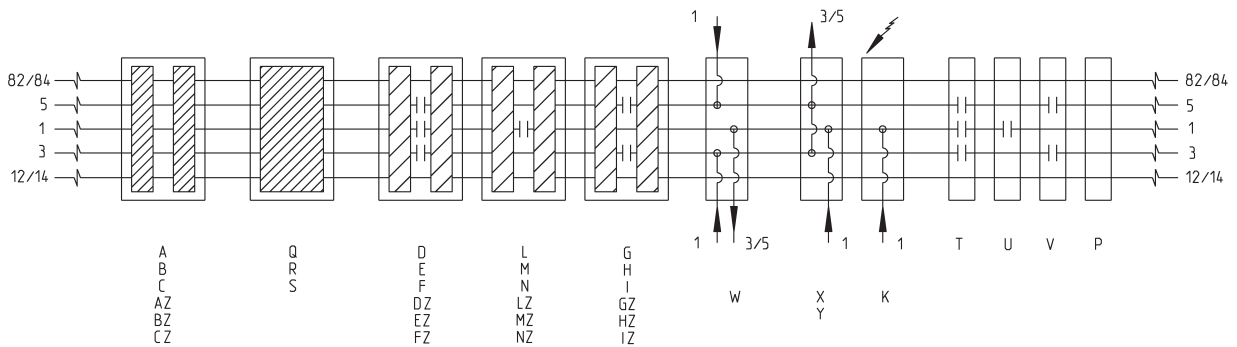 1
3/5
82/84
82/84
5
5
1
1
3
3
12/14
12/14
1
3/5
1
1
T
U
V
P
A
B
C
AZ
BZ
CZ
Q
R
S
D
E
F
DZ
EZ
FZ
L
M
N
LZ
MZ
NZ
G
H
I
GZ
HZ
IZ
W
X
Y
K